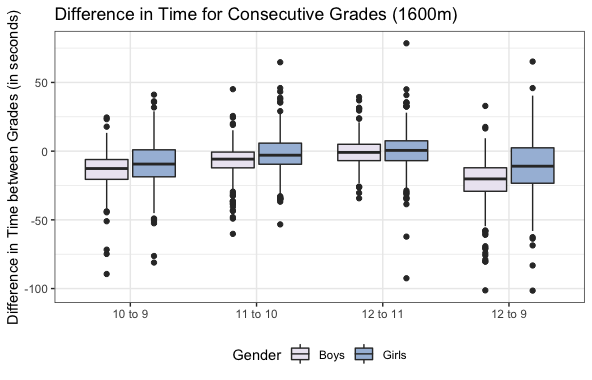 Difference in Time for Consecutive Grades (1600m)
Difference in Time between Grades (in seconds)
50
0
-50
-100
10 to 9
11 to 10
12 to 11
12 to 9
Gender
Boys
Girls